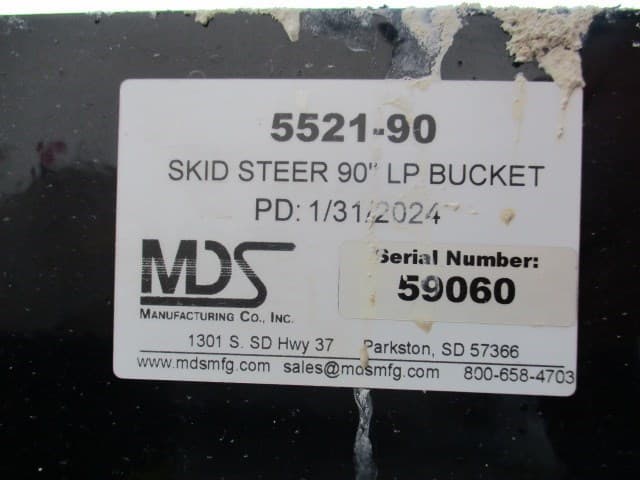 5521-90
SKID STEER 90" LP BUCKET
PD: 1/31/2024
MDS
MANUFACTURING CO., INC.
Serial Number:
59060
1301 S. SD Hwy 37 Parkston, SD 57366
www.mdsmfg.com sales@mdsmfg.com 800-658-4703